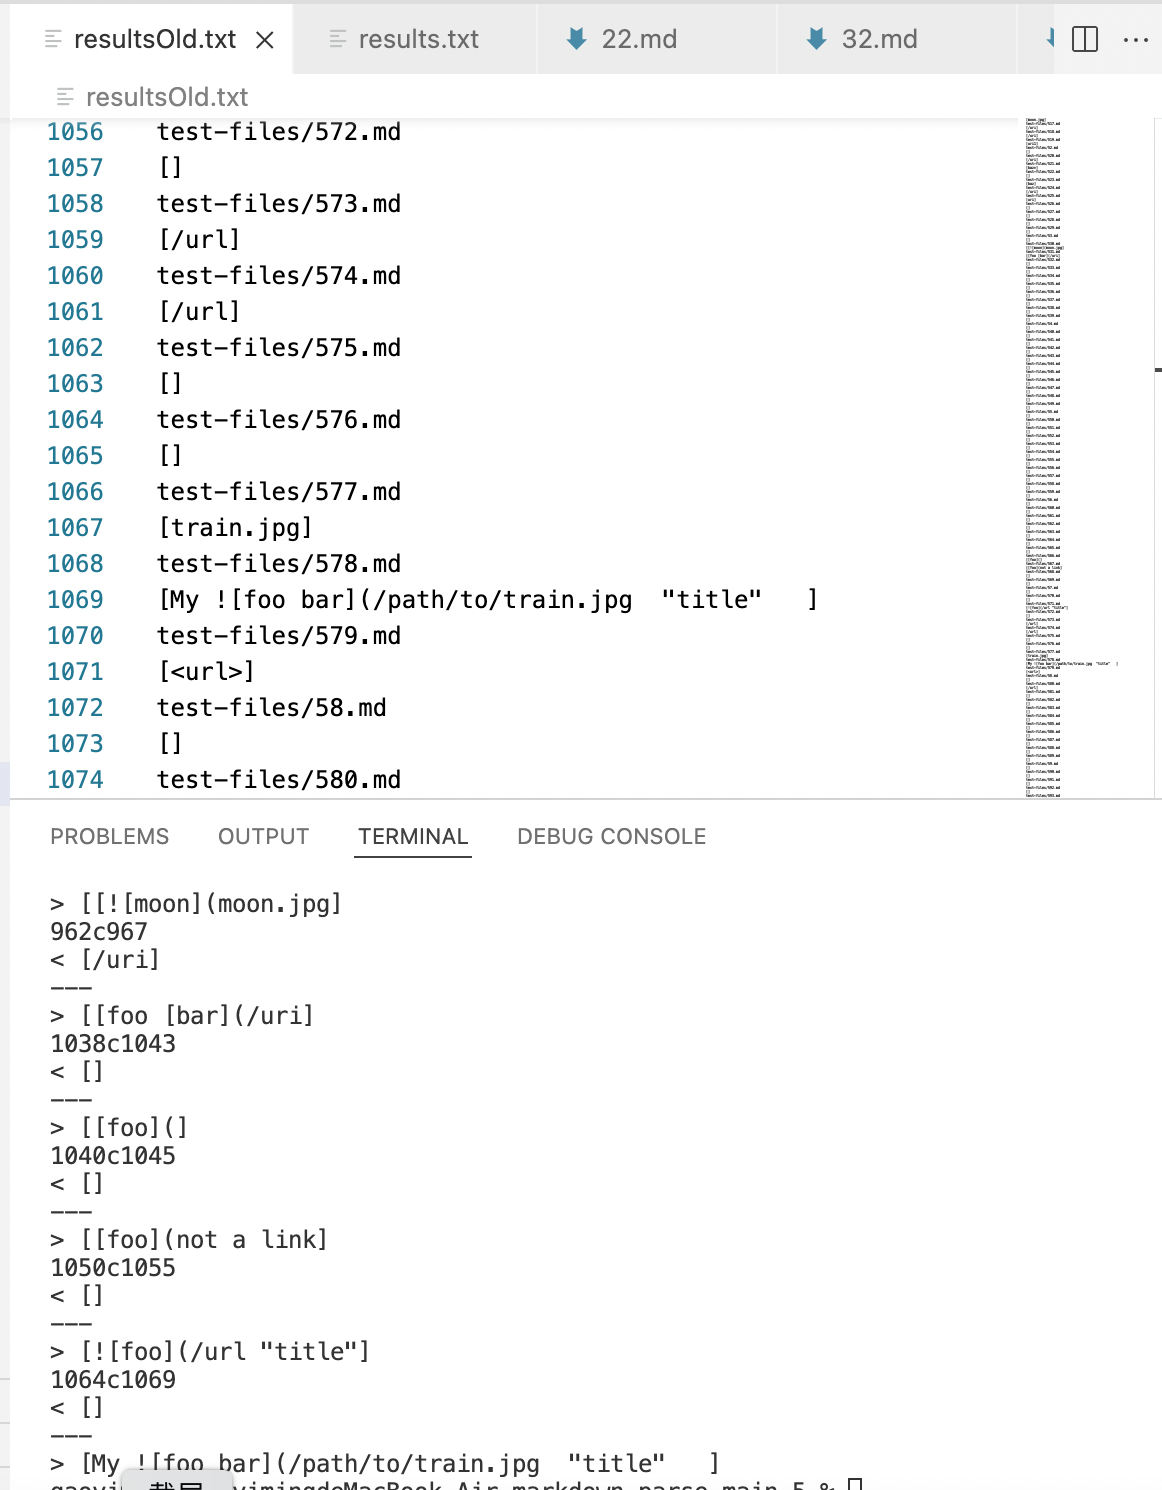 resultsOld.txt
results.txt
22.md
32.md
resultsOld.txt
1056 test-files/572.md
1057 []
1058 test-files/573.md
1059 [/url]
1060 test-files/574.md
1061 [/url]
1062 test-files/575.md
1063 []
1064 test-files/576.md
1065 []
1066 test-files/577.md
1067 [train.jpg]
1068 test-files/578.md
1069 [My ![foo bar](/path/to/train.jpg  "title"   ]
1070 test-files/579.md
1071 [<url>]
1072 test-files/58.md
1073 []
1074 test-files/580.md
PROBLEMS OUTPUT TERMINAL DEBUG CONSOLE
> [[![moon](moon.jpg]
962c967
< [/uri]
---
> [[foo [bar](/uri]
1038c1043
< []
---
> [[foo](]
1040c1045
< []
---
> [[foo](not a link]
1050c1055
< []
---
> [![foo](/url "title"]
1064c1069
< []
---
> [My ![foo bar](/path/to/train.jpg  "title"   ]
yimingdeMacBook-Air markdown-parse-main 5 %